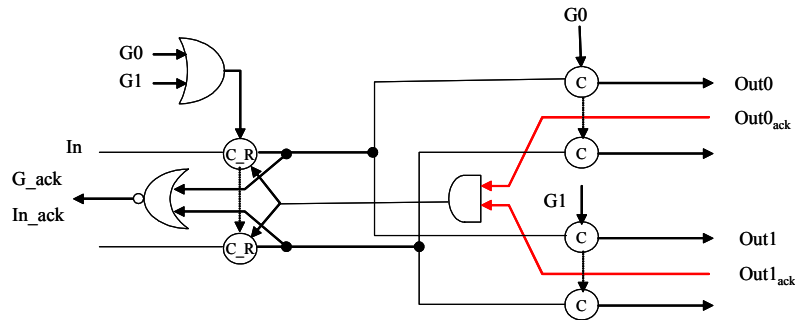 G0
G0
G1
C
Out0
Out0ack
In
C_R
C
G_ack
In_ack
G1
C_R
C
Out1
Out1ack
C